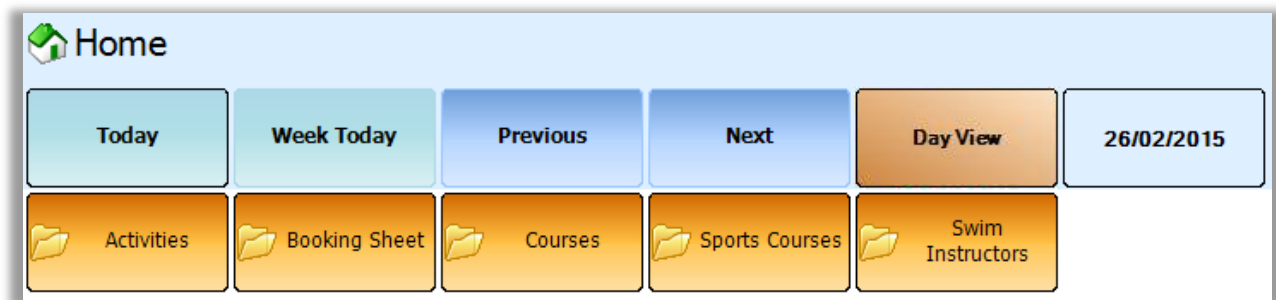 Home
Today
Week Today
Previous
Next
Day View
26/02/2015
Activities
Booking Sheet
Courses
Sports Courses
Swim
Instructors